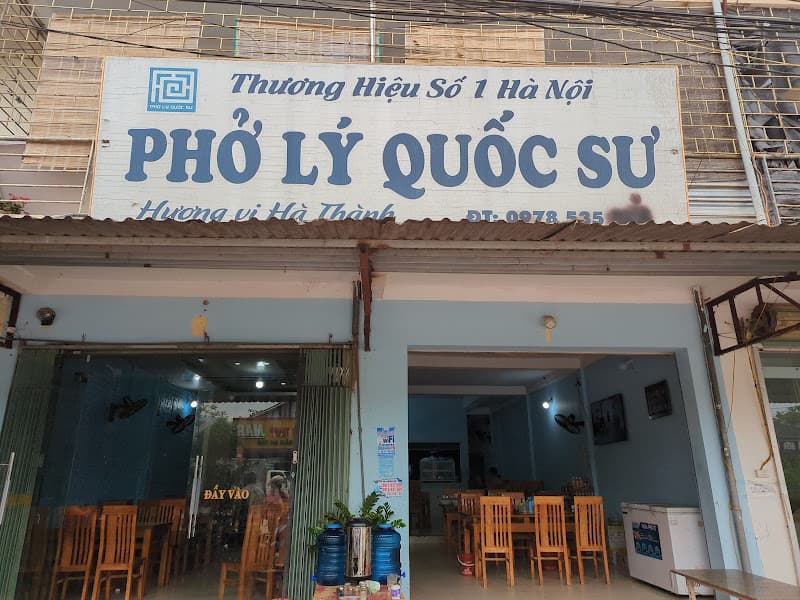 Thương Hiệu Số 1 Hà Nội
PHỞ LÝ QUỐC SƯ
PHỞ LÝ QUỐC SƯ
Hương vị Hà Thành
ĐT: 0978 535
ĐẨY VÀO
WiFi